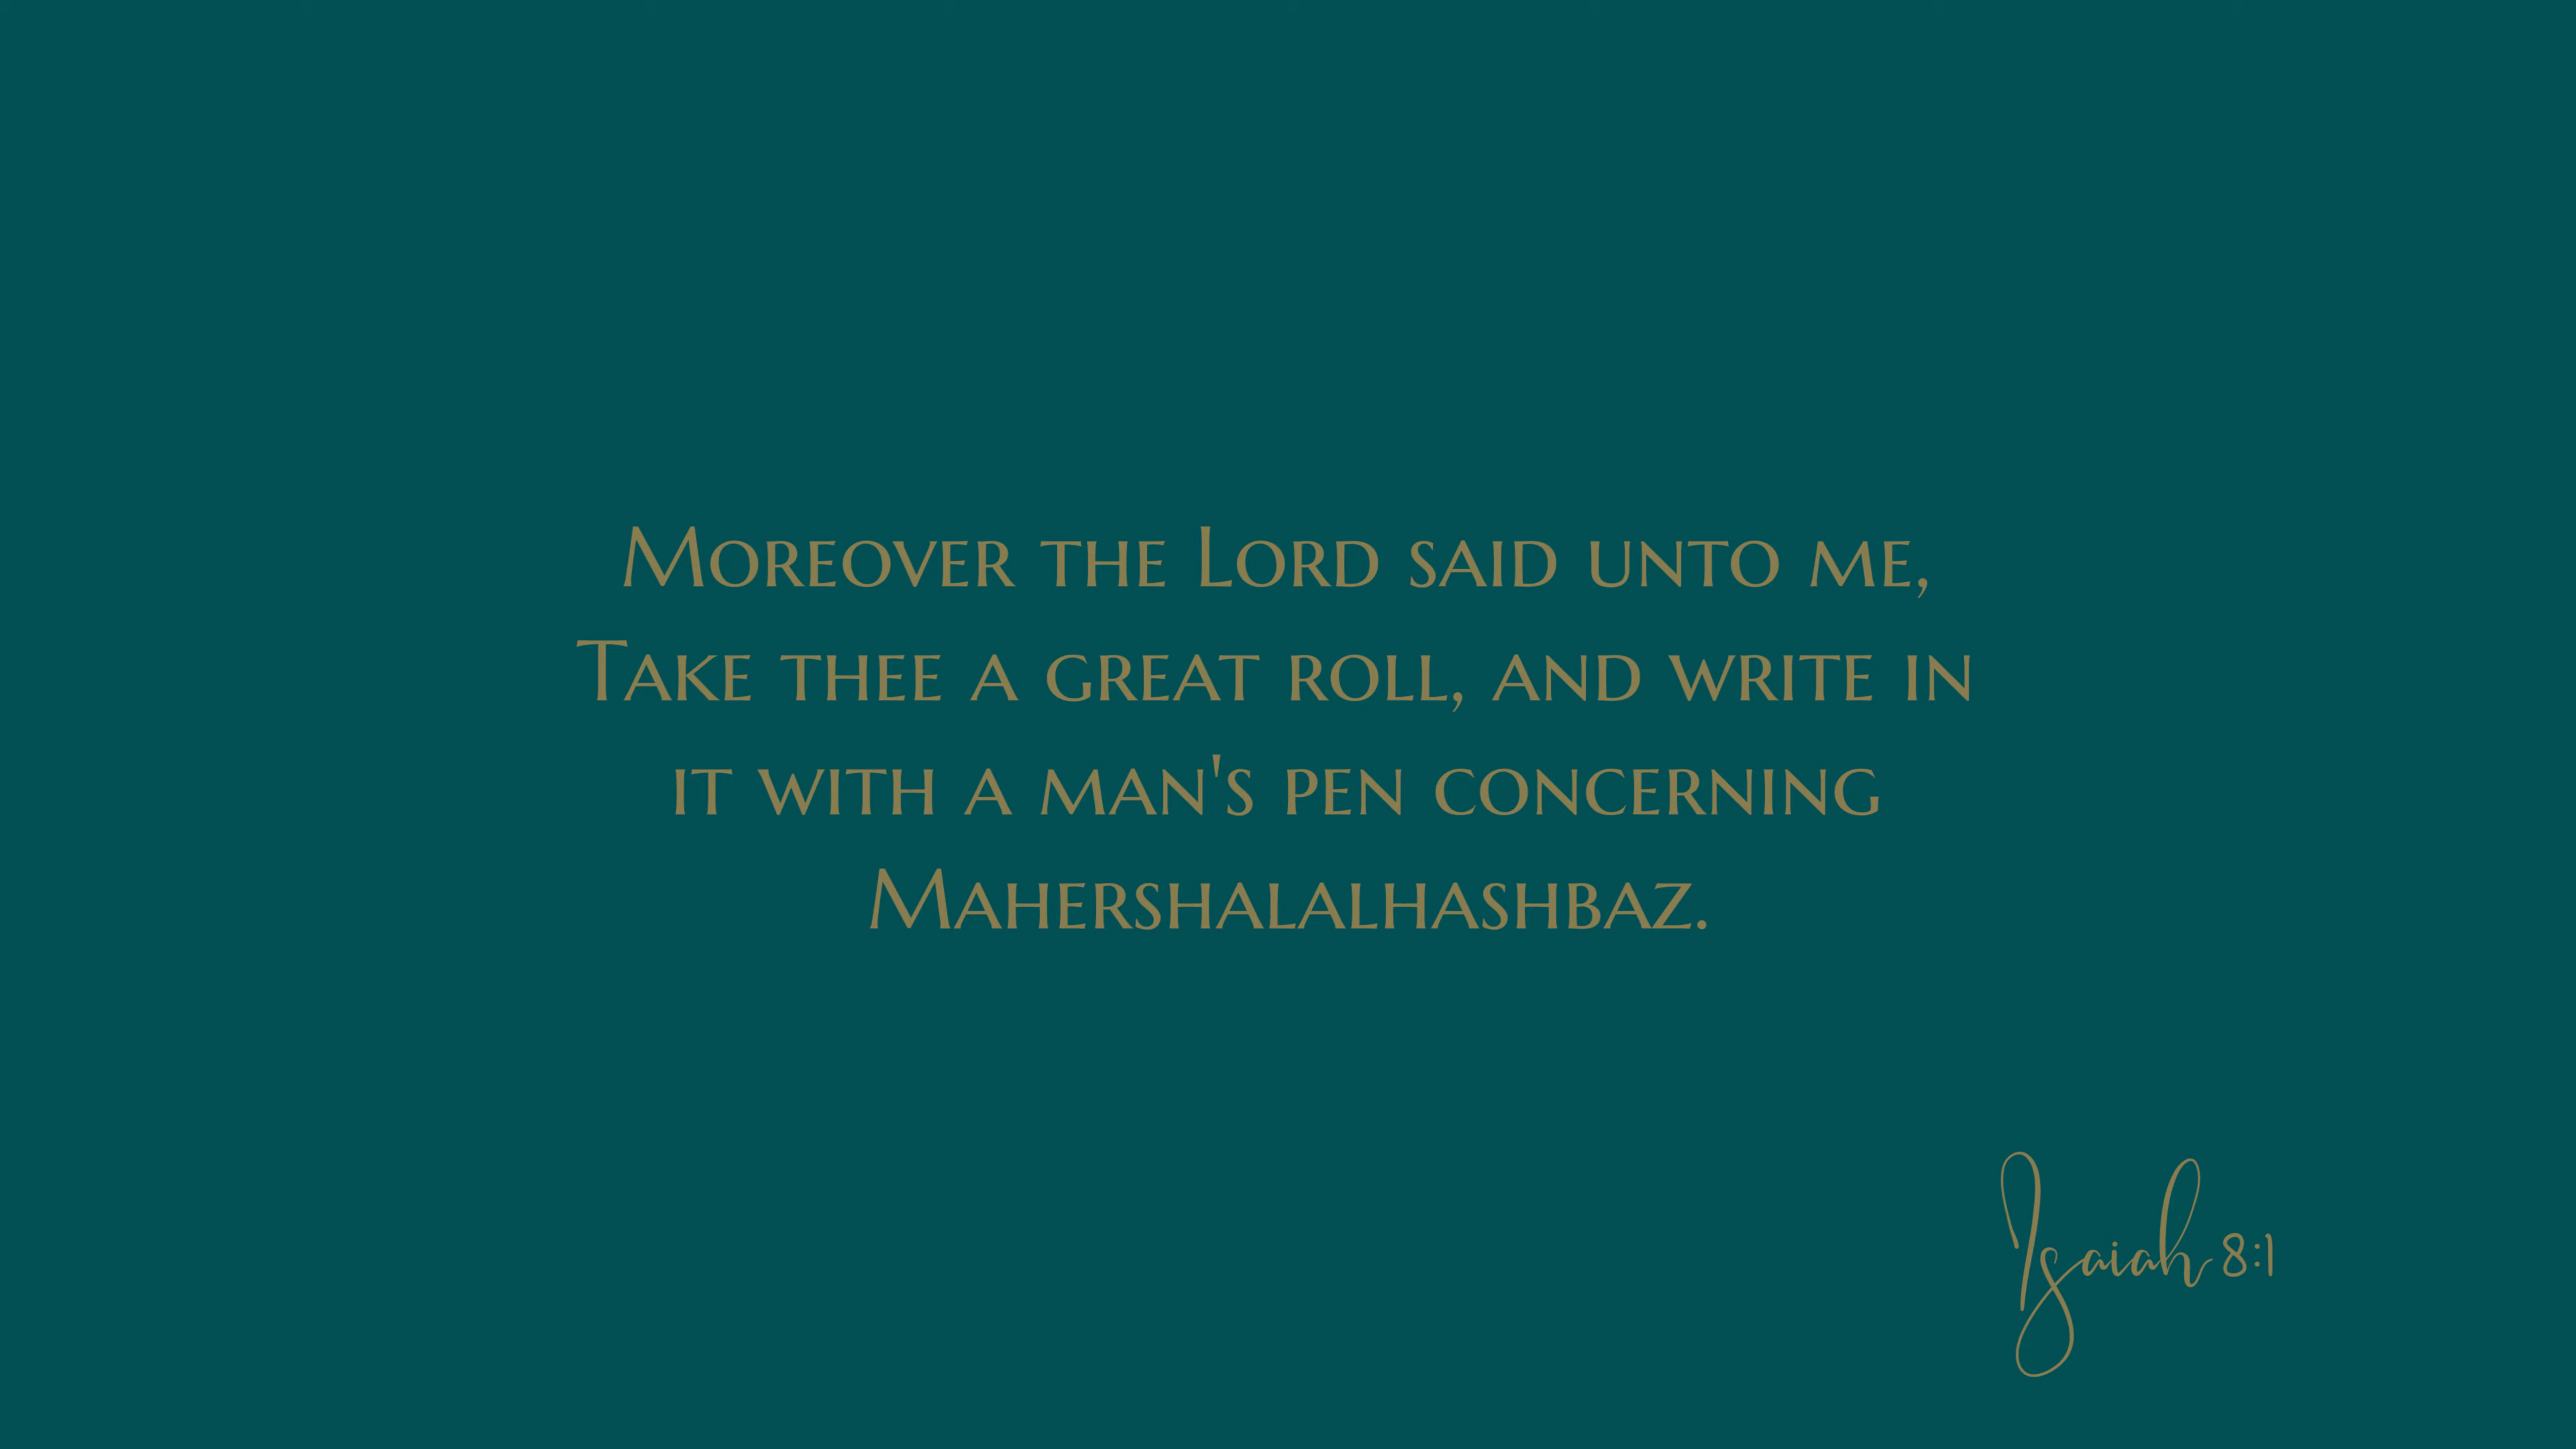 Moreover the Lord said unto me,
Take thee a great roll, and write in
it with a man's pen concerning
Mahershalalhashbaz.
Isaiah 8:1